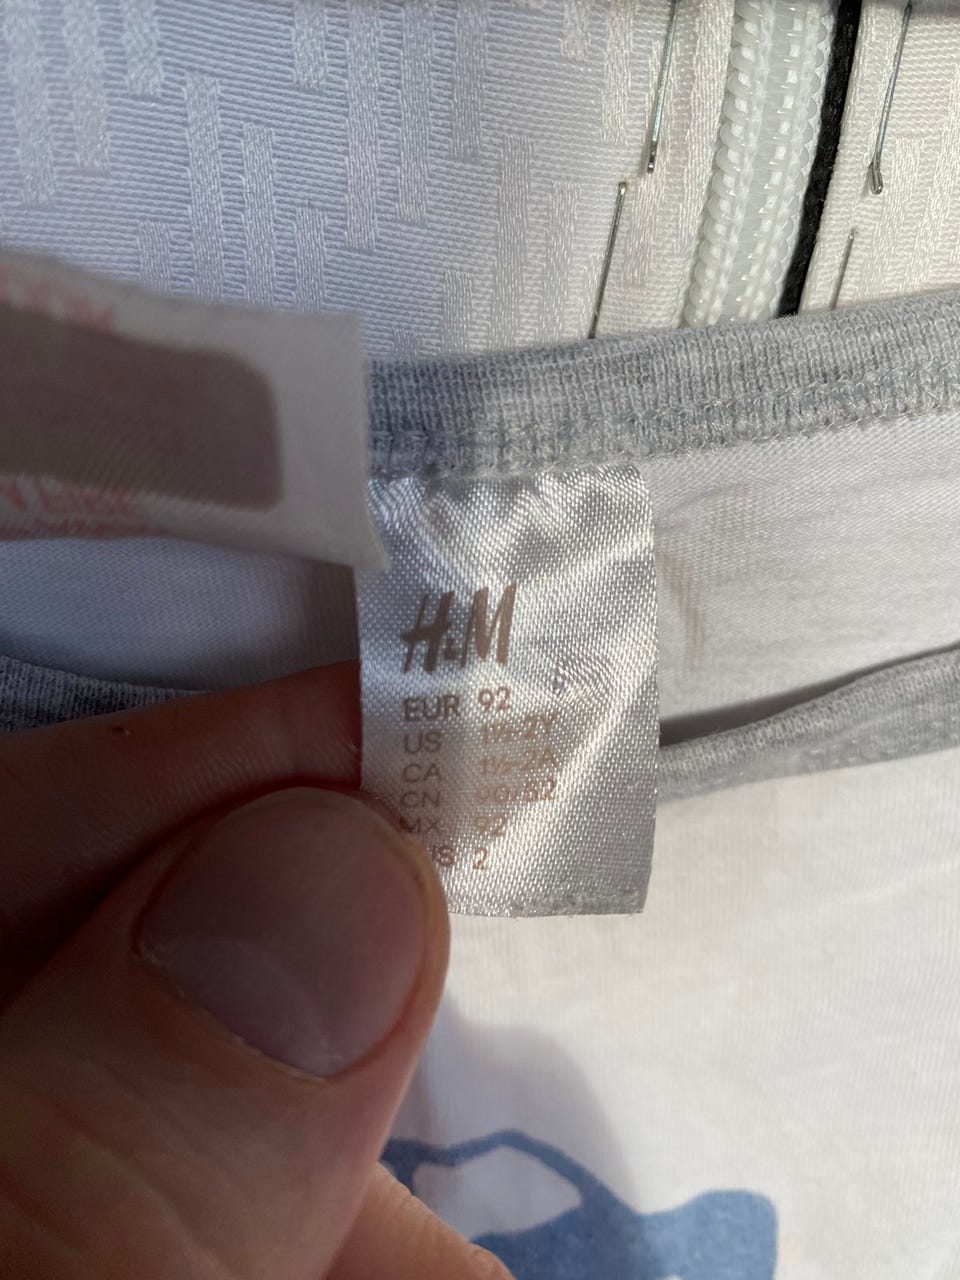 H&M
EUR 92
US 1½-2Y
CA 1½-2A
CN 90/52
MX 92
2